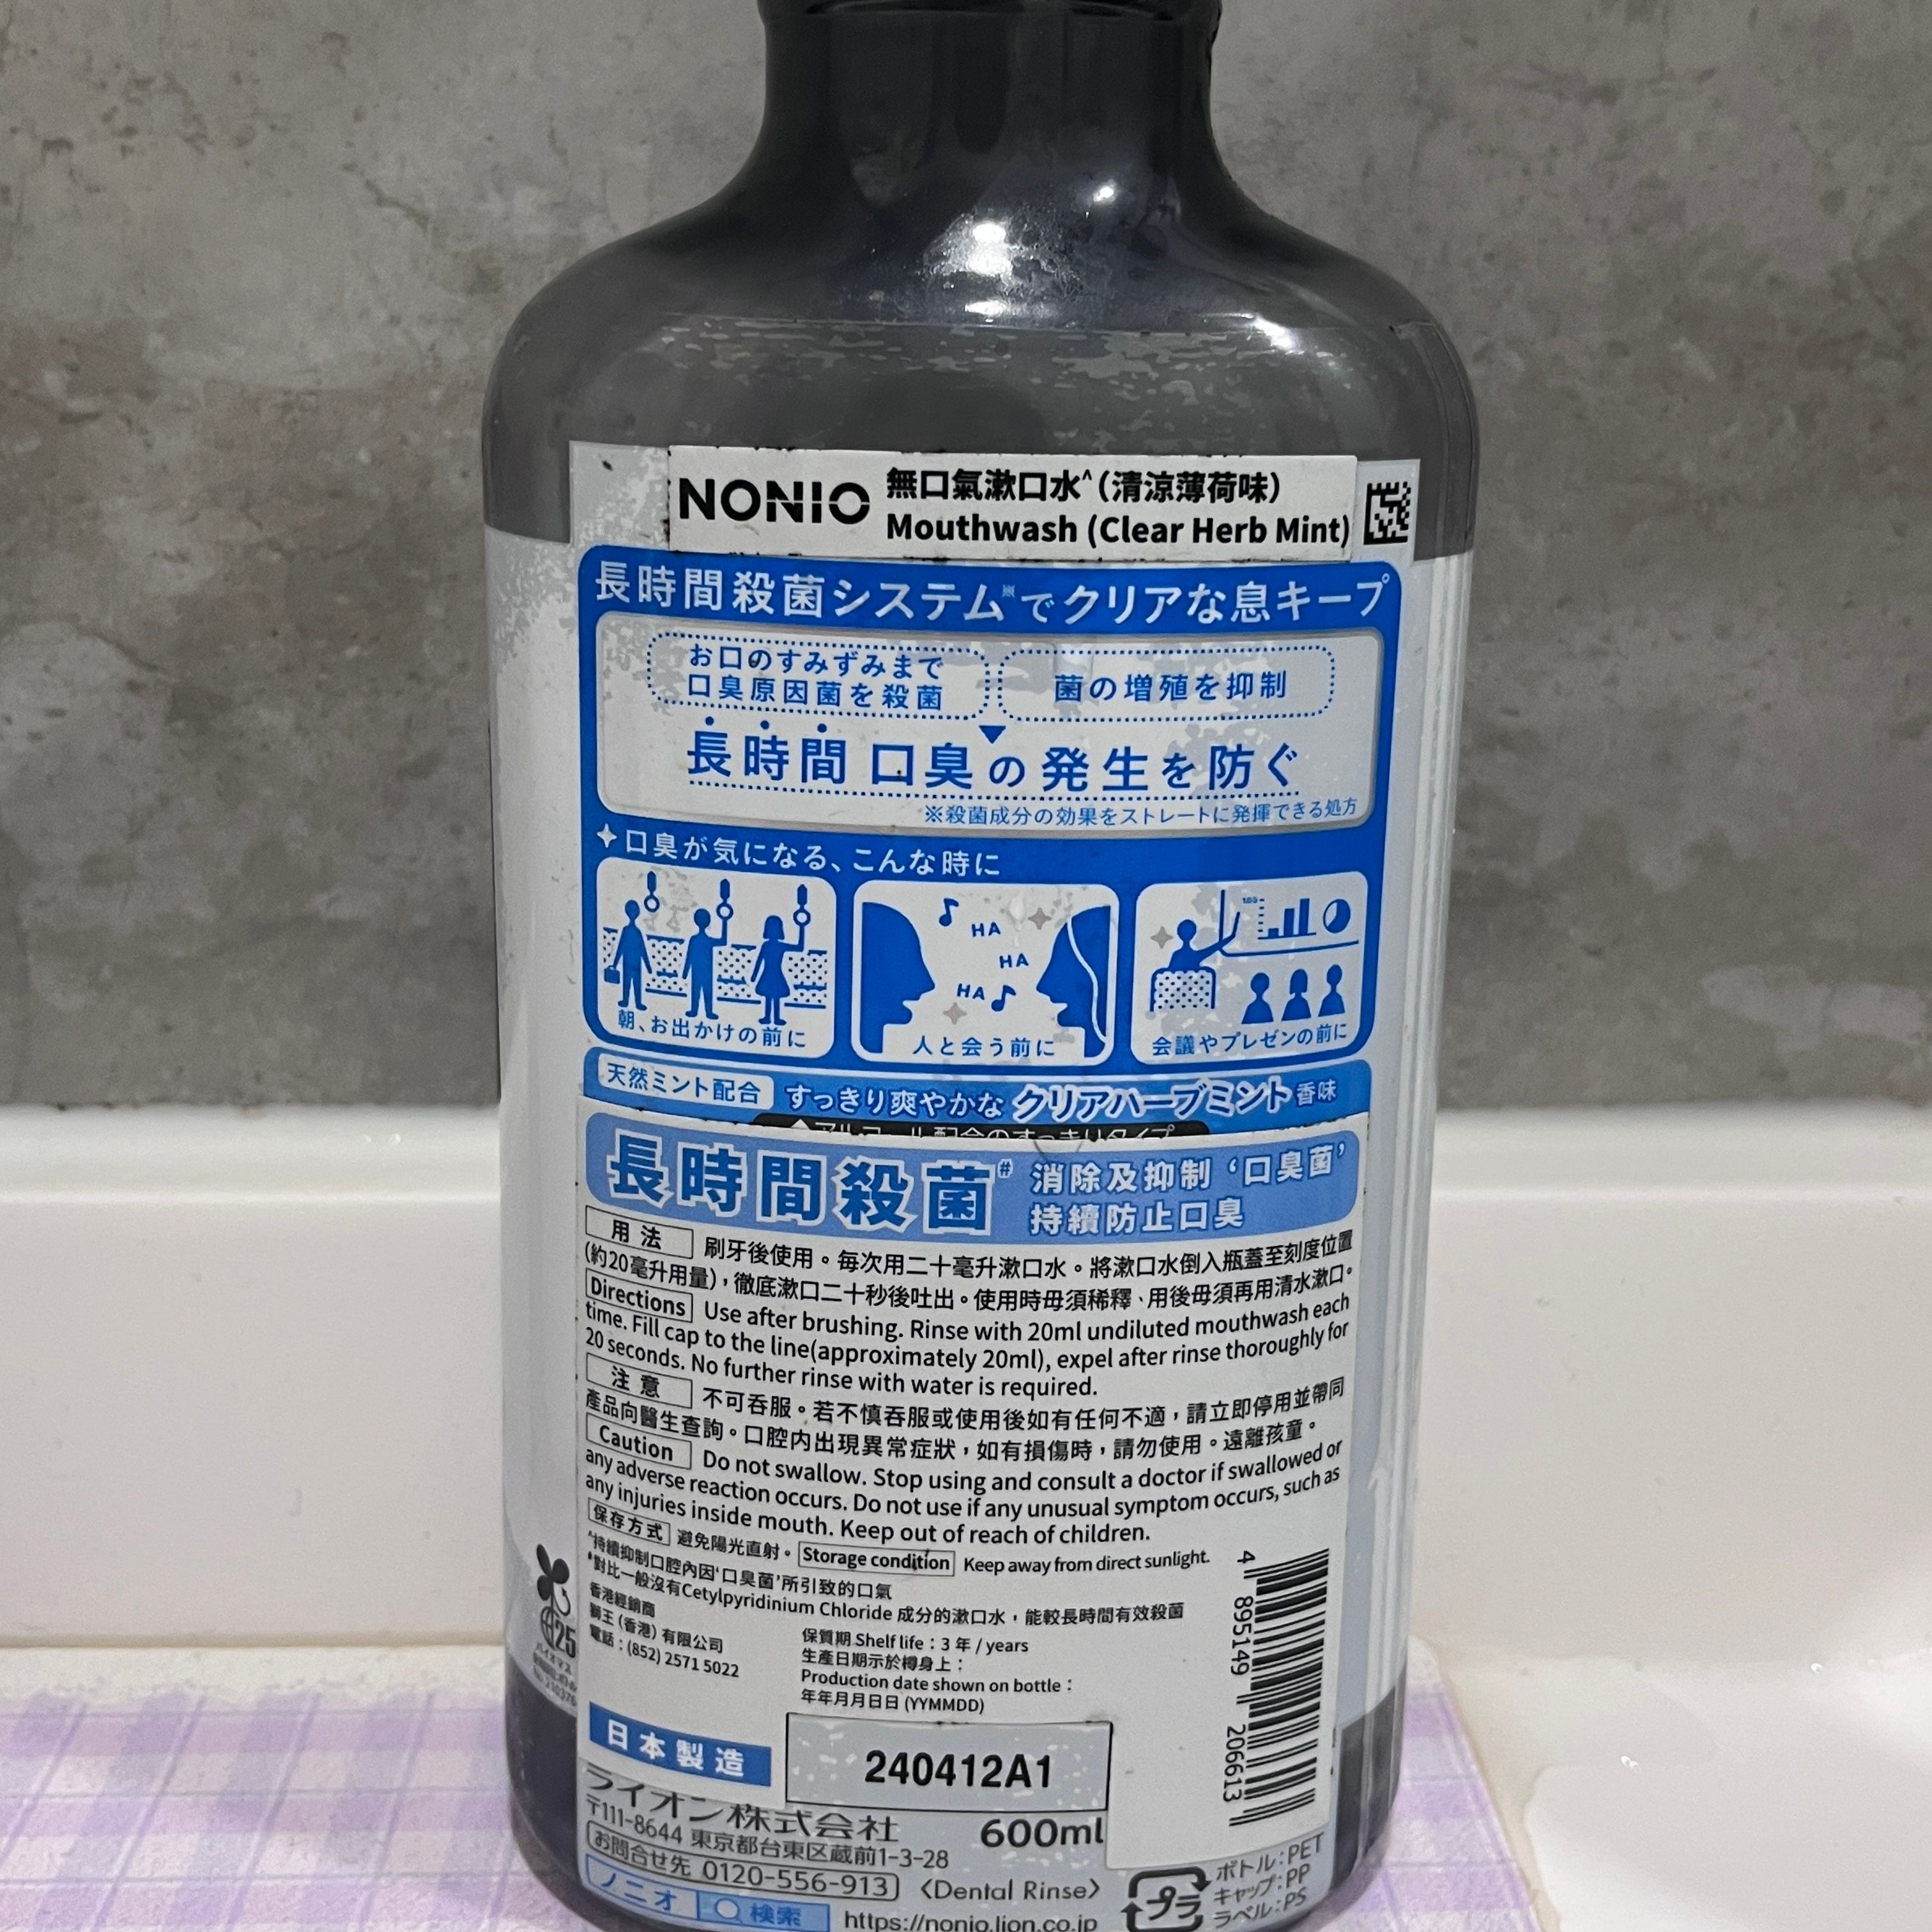 NONIO 無口氣漱口水^(清涼薄荷味)
Mouthwash (Clear Herb Mint)
長時間殺菌システム※でクリアな息キープ
お口のすみずみまで
口臭原因菌を殺菌
菌の増殖を抑制
長時間 口臭の発生を防ぐ
※殺菌成分の効果をストレートに発揮できる処方
口臭が気になる、こんな時に
HA
HA
HA
朝、お出かけの前に
人と会う前に
会議やプレゼンの前に
天然ミント配合 すっきり爽やかな クリアハーブミント 香味
◆アルコール配合のすっきりタイプ
長時間殺菌# 消除及抑制‘口臭菌’
持續防止口臭
用法 刷牙後使用。每次用二十毫升漱口水。將漱口水倒入瓶蓋至刻度位置
(約20毫升用量),徹底漱口二十秒後吐出。使用時毋須稀釋、用後毋須再用清水漱口。
Directions Use after brushing. Rinse with 20ml undiluted mouthwash each
time. Fill cap to the line(approximately 20ml), expel after rinse thoroughly for
20 seconds. No further rinse with water is required.
注意 不可吞服。若不慎吞服或使用後如有任何不適,請立即停用並帶同
產品向醫生查詢。口腔内出現異常症狀,如有損傷時,請勿使用。遠離孩童。
Caution Do not swallow. Stop using and consult a doctor if swallowed or
any adverse reaction occurs. Do not use if any unusual symptom occurs, such as
any injuries inside mouth. Keep out of reach of children.
保存方式 避免陽光直射。 Storage condition Keep away from direct sunlight.
^持續抑制口腔內因‘口臭菌’所引致的口氣
#對比一般沒有Cetylpyridinium Chloride 成分的漱口水,能較長時間有效殺菌
香港經銷商
獅王(香港)有限公司
電話:(852) 2571 5022
保質期 Shelf life:3 年 / years
生產日期示於樽身上:
Production date shown on bottle:
年年月月日日 (YYMMDD)
4 895149 206613
日本製造
240412A1
ライオン株式会社
600ml
〒111-8644 東京都台東区蔵前1-3-28
お問合せ先 0120-556-913
〈Dental Rinse〉
ノニオ 検索
https://nonio.lion.co.jp
プラ
ボトル:PET
キャップ:PP
ラベル:PS
25
バイオマス